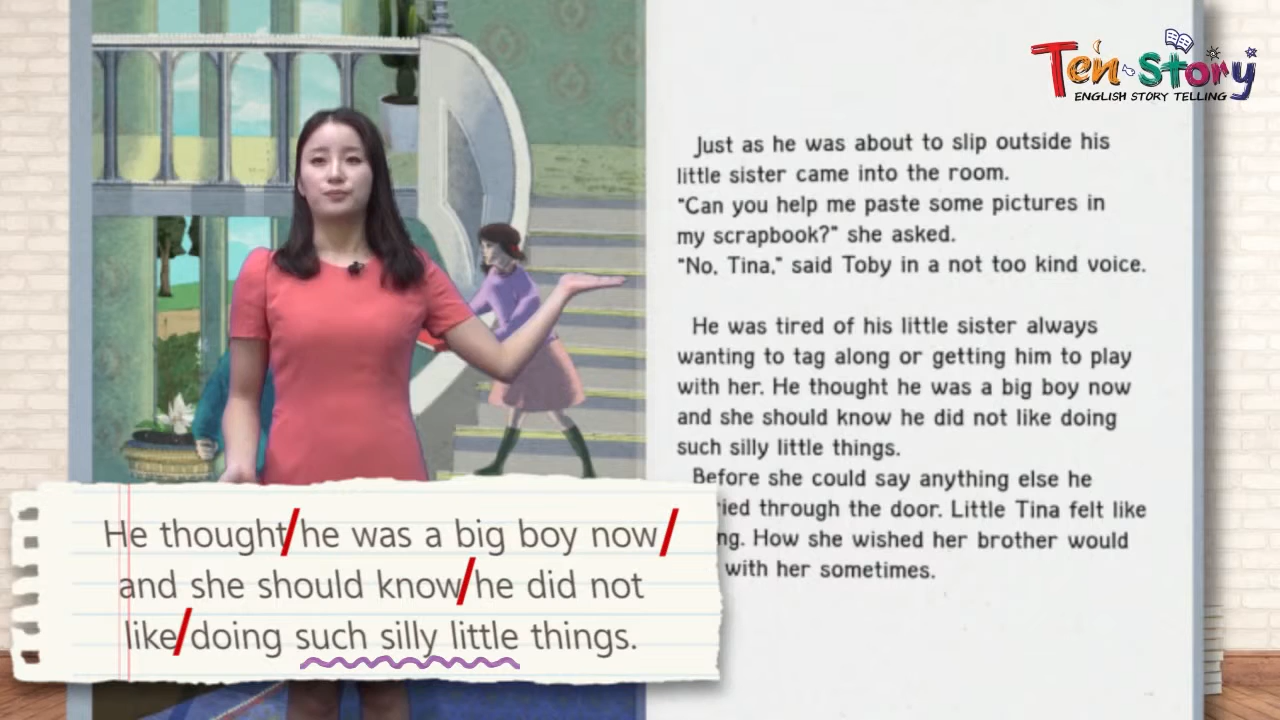 Ten Story
ENGLISH STORY TELLING
Just as he was about to slip outside his
little sister came into the room.
"Can you help me paste some pictures in
my scrapbook?" she asked.
"No, Tina," said Toby in a not too kind voice.
He was tired of his little sister always
wanting to tag along or getting him to play
with her. He thought he was a big boy now
and she should know he did not like doing
such silly little things.
Before she could say anything else he
through the door. Little Tina felt like
How she wished her brother would
with her sometimes.
He thought/he was a big boy now/
and she should know/he did not
like/doing such silly little things.